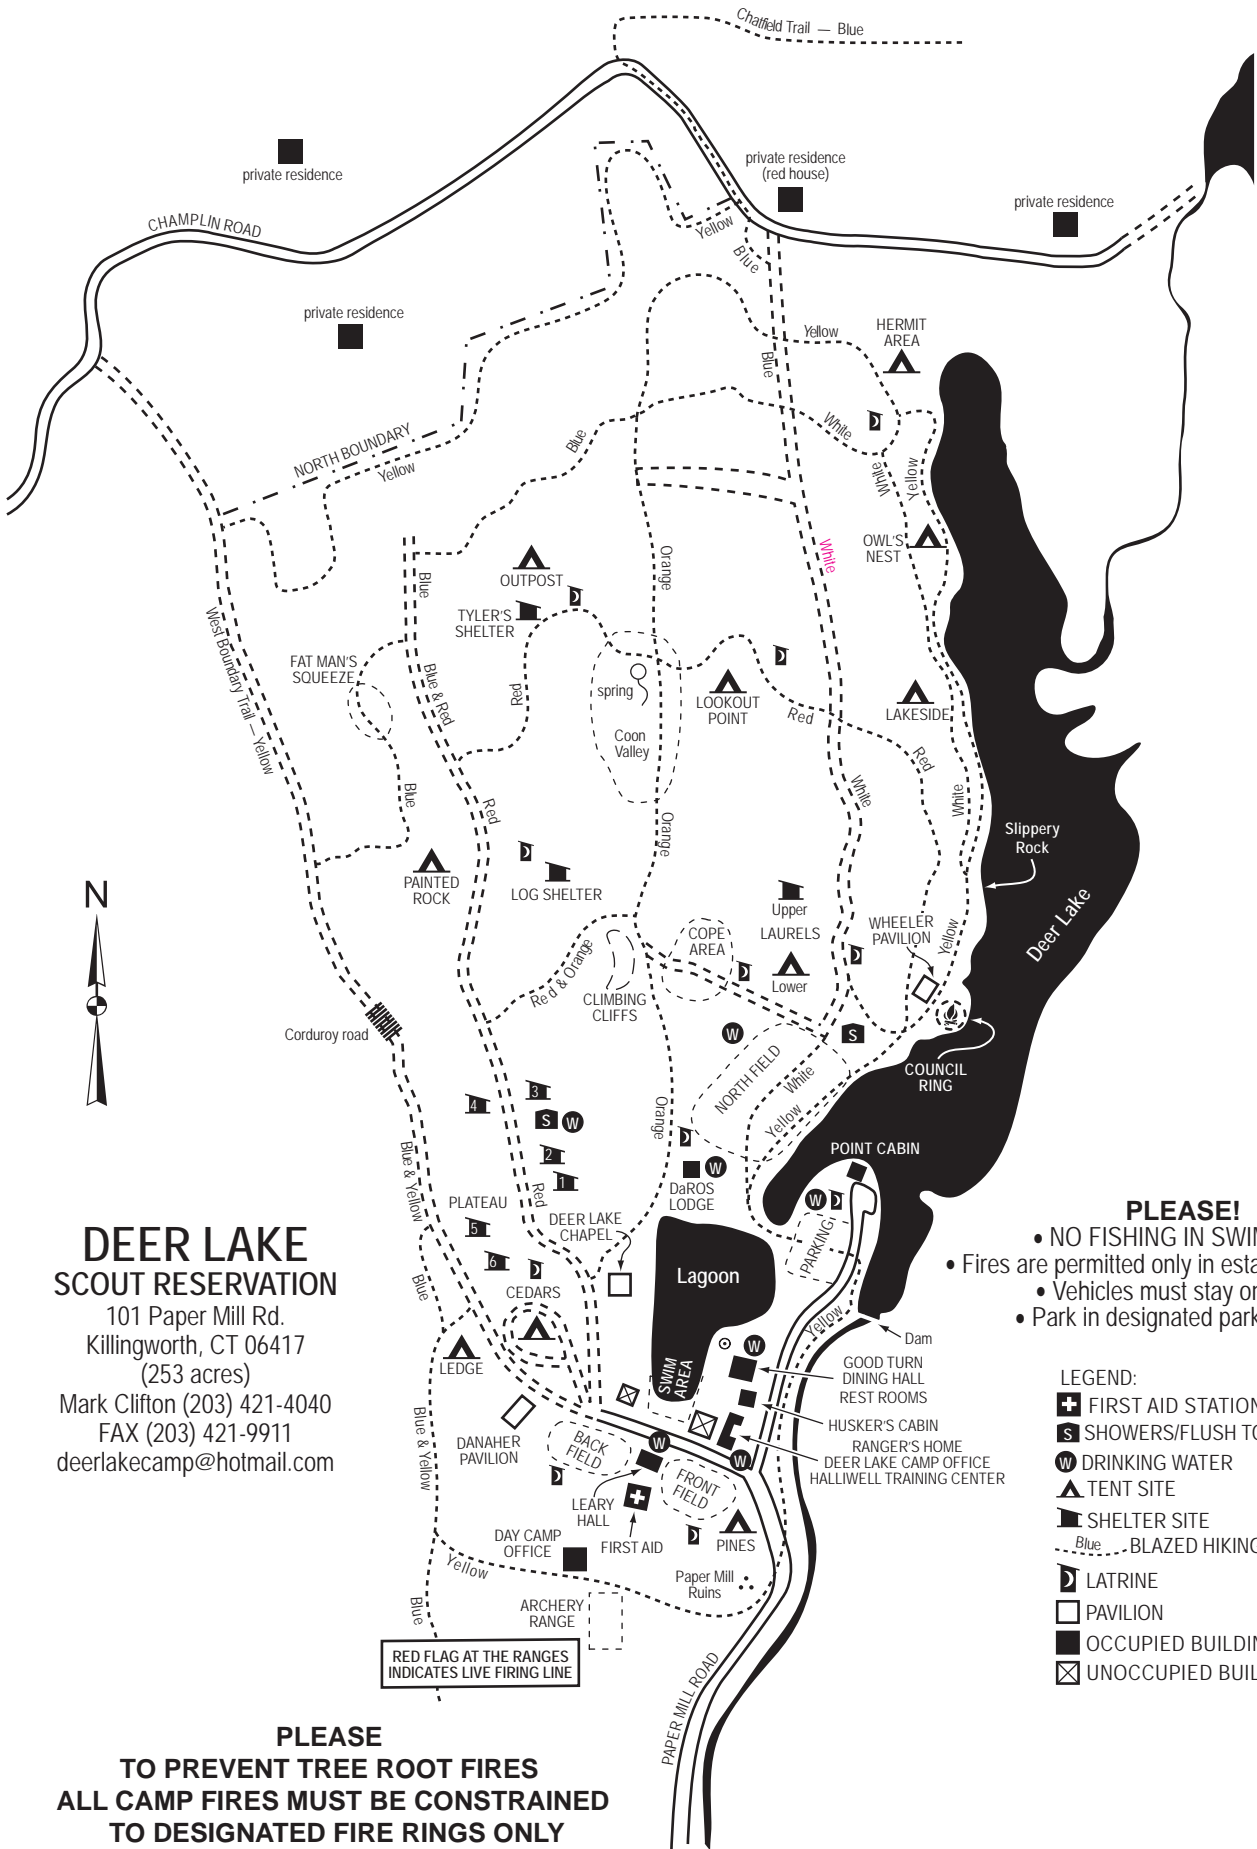 Chatfield Trail — Blue
private residence
private residence
(red house)
private residence
CHAMPLIN ROAD
Yellow
Blue
private residence
Yellow
HERMIT
AREA
Blue
NORTH BOUNDARY
Yellow
Blue
White
White
Yellow
OWL'S
NEST
White
Orange
OUTPOST
Blue
TYLER'S
SHELTER
West Boundary Trail — Yellow
FAT MAN'S
SQUEEZE
Blue & Red
Red
spring
Coon
Valley
LOOKOUT
POINT
Red
LAKESIDE
Red
Blue
Red
White
White
Orange
Slippery
Rock
Deer Lake
PAINTED
ROCK
LOG SHELTER
Upper
LAURELS
Lower
WHEELER
PAVILION
Yellow
COPE
AREA
N
Red & Orange
CLIMBING
CLIFFS
Corduroy road
W
S
COUNCIL
RING
NORTH FIELD
White
Yellow
3
4
S
W
2
1
Orange
Blue & Yellow
Red
POINT CABIN
W
DaROS
LODGE
W
PARKING
PLATEAU
5
6
DEER LAKE
CHAPEL
Lagoon
DEER LAKE
SCOUT RESERVATION
101 Paper Mill Rd.
Killingworth, CT 06417
(253 acres)
Mark Clifton (203) 421-4040
FAX (203) 421-9911
deerlakecamp@hotmail.com
PLEASE!
• NO FISHING IN SWI
• Fires are permitted only in esta
• Vehicles must stay on
• Park in designated park
Blue
CEDARS
LEDGE
SWIM
AREA
W
Yellow
Dam
GOOD TURN
DINING HALL
REST ROOMS
HUSKER'S CABIN
RANGER'S HOME
DEER LAKE CAMP OFFICE
HALLIWELL TRAINING CENTER
DANAHER
PAVILION
BACK
FIELD
W
W
LEARY
HALL
FRONT
FIELD
Blue & Yellow
FIRST AID
PINES
DAY CAMP
OFFICE
Yellow
Paper Mill
Ruins
ARCHERY
RANGE
Blue
RED FLAG AT THE RANGES
INDICATES LIVE FIRING LINE
PAPER MILL ROAD
LEGEND:
FIRST AID STATION
S SHOWERS/FLUSH TO
W DRINKING WATER
TENT SITE
SHELTER SITE
Blue BLAZED HIKING
LATRINE
PAVILION
OCCUPIED BUILDIN
UNOCCUPIED BUIL
PLEASE
TO PREVENT TREE ROOT FIRES
ALL CAMP FIRES MUST BE CONSTRAINED
TO DESIGNATED FIRE RINGS ONLY